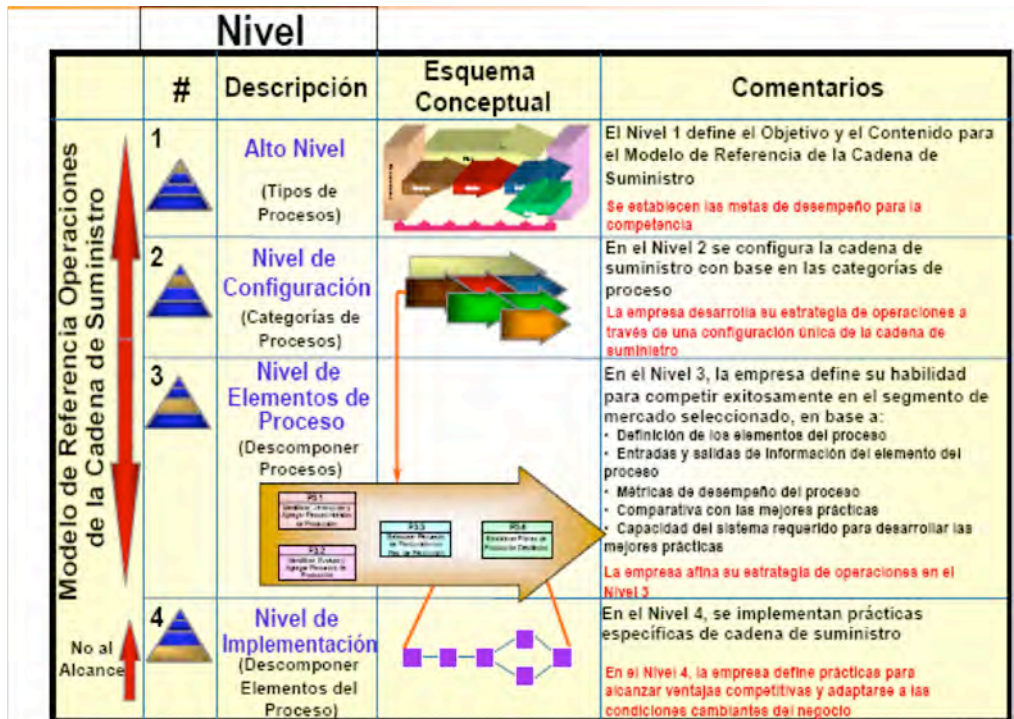 Nivel
#
Descripción
Esquema
Conceptual
Comentarios
Modelo de Referencia Operaciones
de la Cadena de Suministro
1
Alto Nivel
(Tipos de
Procesos)
El Nivel 1 define el Objetivo y el Contenido para
el Modelo de Referencia de la Cadena de
Suministro
Se establecen las metas de desempeño para la
competencia
2
Nivel de
Configuración
(Categorías de
Procesos)
En el Nivel 2 se configura la cadena de
suministro con base en las categorías de
proceso
La empresa desarrolla su estrategia de operaciones a
través de una configuración única de la cadena de
suministro
3
Nivel de
Elementos de
Proceso
(Descomponer
Procesos)
En el Nivel 3, la empresa define su habilidad
para competir exitosamente en el segmento de
mercado seleccionado, en base a:
· Definición de los elementos del proceso
· Entradas y salidas de información del elemento del
proceso
· Métricas de desempeño del proceso
· Comparativa con las mejores prácticas
· Capacidad del sistema requerido para desarrollar las
mejores prácticas
La empresa afina su estrategia de operaciones en el
Nivel 3
P3.1
P3.2
P3.3
P3.4
No al
Alcance
4
Nivel de
Implementación
(Descomponer
Elementos del
Proceso)
En el Nivel 4, se implementan prácticas
específicas de cadena de suministro
En el Nivel 4, la empresa define prácticas para
alcanzar ventajas competitivas y adaptarse a las
condiciones cambiantes del negocio